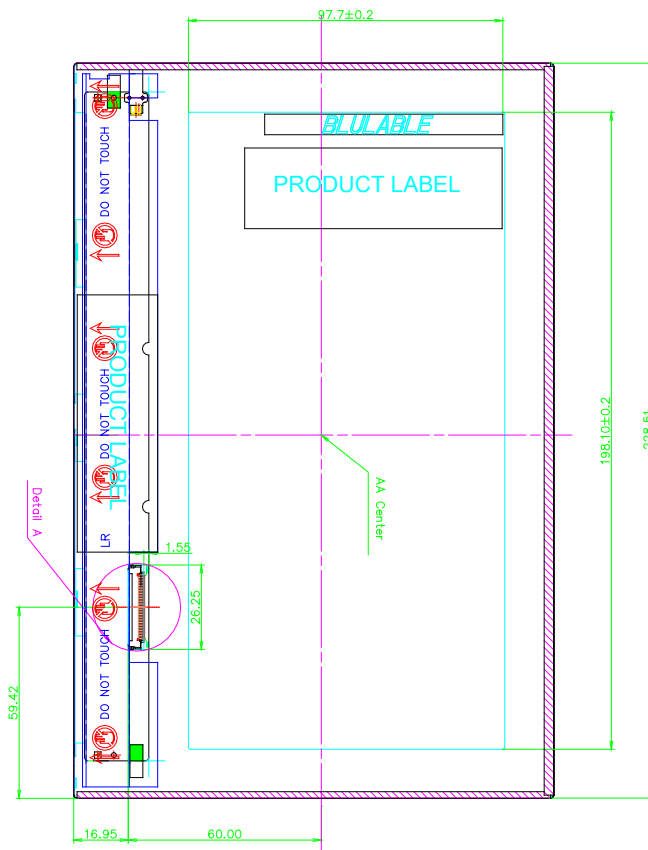 97.7±0.2
BLULABLE
PRODUCT LABEL
DO NOT TOUCH
PRODUCT LABEL
DO NOT TOUCH
198.10±0.2
AA Center
Detail A
LR
1.55
26.25
DO NOT TOUCH
59.42
16.95
60.00